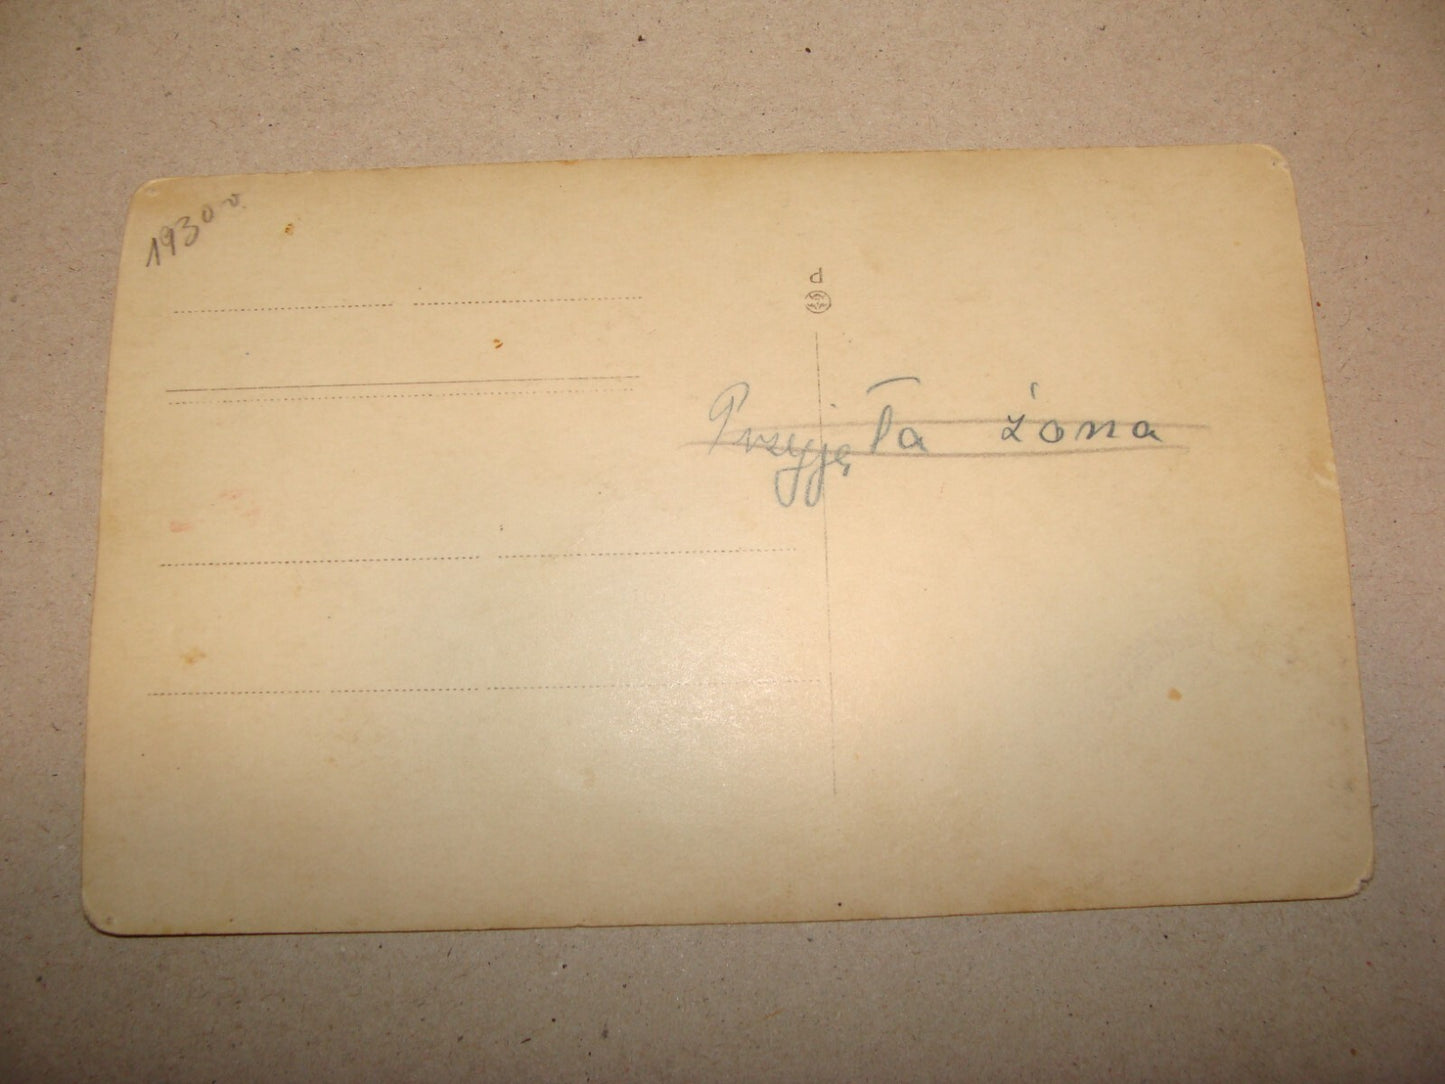 1930 r.
Przyjęła żona